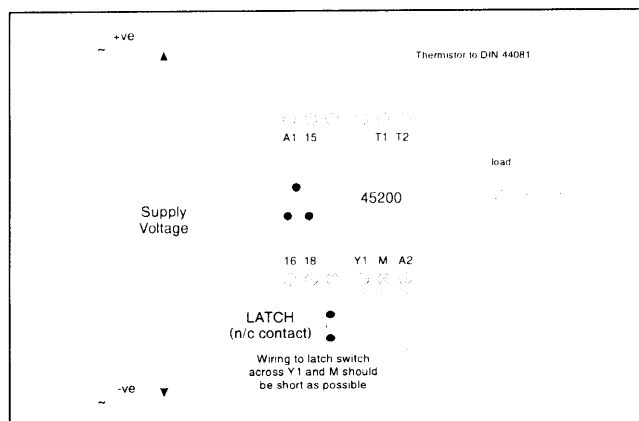 +ve
~
Thermistor to DIN 44081
A1 15 T1 T2
load
45200
Supply
Voltage
16 18 Y1 M A2
LATCH
(n/c contact)
Wiring to latch switch
across Y1 and M should
be short as possible
-ve
~